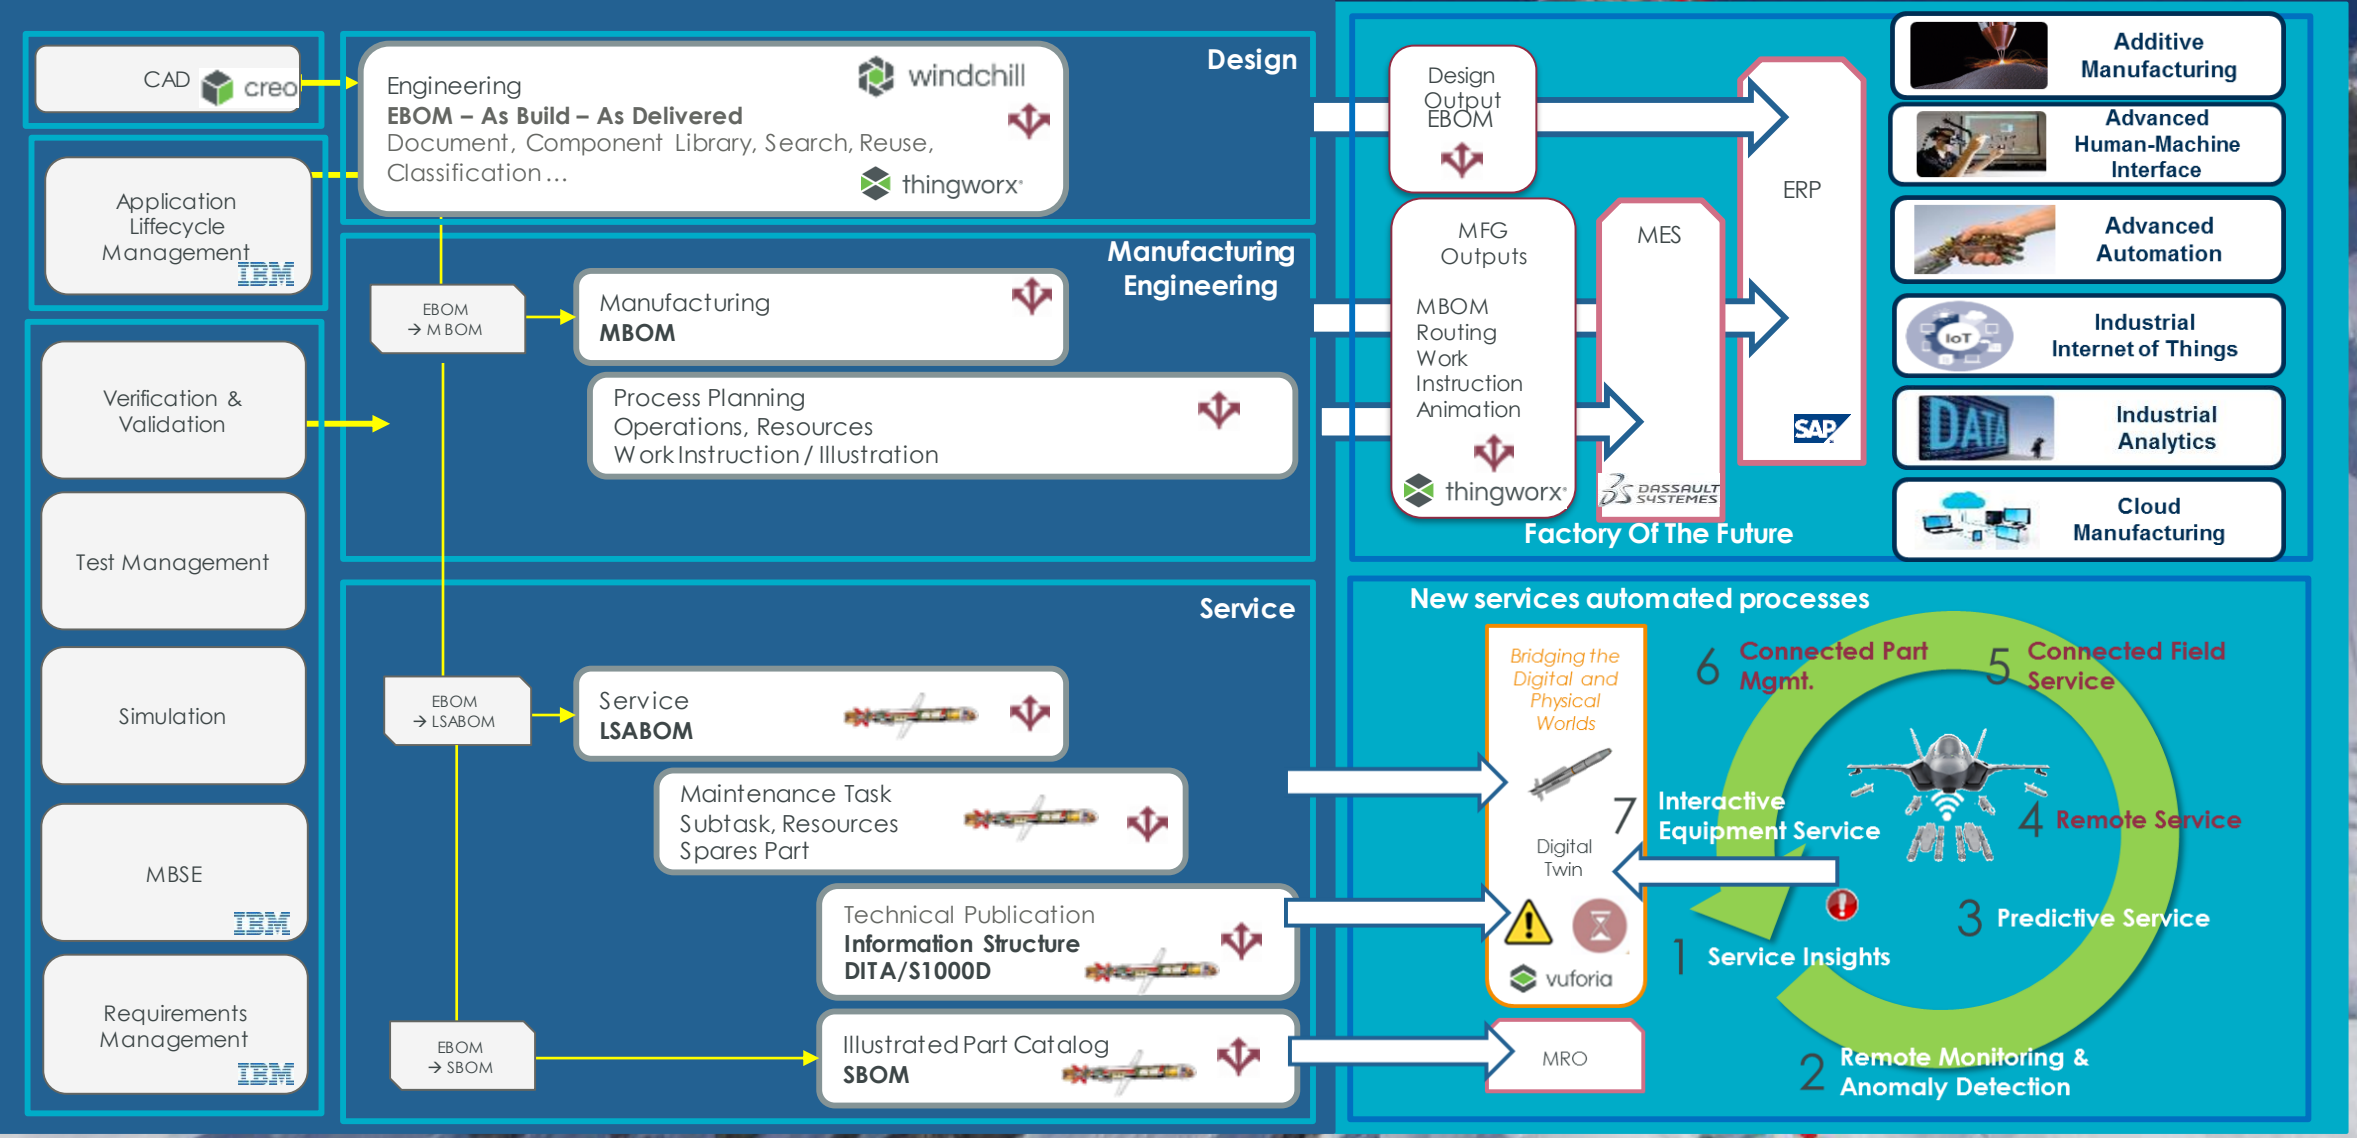 CAD
creo
Application
Liffecycle
Management
IBM
Verification &
Validation
Test Management
Simulation
MBSE
IBM
Requirements
Management
IBM
Design
Engineering
EBOM – As Build – As Delivered
Document, Component Library, Search, Reuse,
Classification...
windchill
thingworx
Manufacturing
Engineering
EBOM
→ M BOM
Manufacturing
MBOM
Process Planning
Operations, Resources
Work Instruction / Illustration
Service
EBOM
→ LSABOM
Service
LSABOM
Maintenance Task
Subtask, Resources
Spares Part
Technical Publication
Information Structure
DITA/S1000D
EBOM
→ SBOM
Illustrated Part Catalog
SBOM
Design
Output
EBOM
MFG
Outputs
MBOM
Routing
Work
Instruction
Animation
thingworx
MES
DASSAULT
SYSTEMES
ERP
SAP
Factory Of The Future
Additive
Manufacturing
Advanced
Human-Machine
Interface
Advanced
Automation
IoT
Industrial
Internet of Things
DATA
Industrial
Analytics
Cloud
Manufacturing
New services automated processes
Bridging the
Digital and
Physical
Worlds
Digital
Twin
vuforia
MRO
6 Connected Part
Mgmt.
5 Connected Field
Service
7 Interactive
Equipment Service
4 Remote Service
3 Predictive Service
1 Service Insights
2 Remote Monitoring &
Anomaly Detection